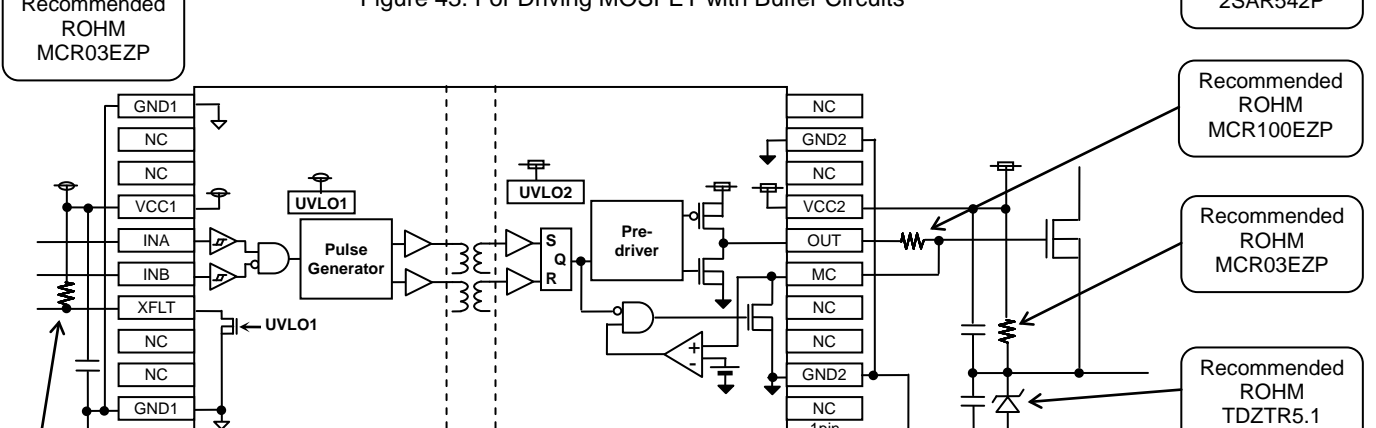 Recommended
ROHM
MCR03EZP
Figure 43. For Driving MOSFET with Buffer Circuits
2SAR542P
Recommended
ROHM
MCR100EZP
GND1
NC
NC
VCC1
INA
INB
XFLT
NC
NC
GND1
UVLO1
Pulse
Generator
UVLO1
UVLO2
S
Q
R
Pre-
driver
+
-
NC
GND2
NC
VCC2
OUT
MC
NC
NC
GND2
NC
1pin
Recommended
ROHM
MCR03EZP
Recommended
ROHM
TDZTR5.1